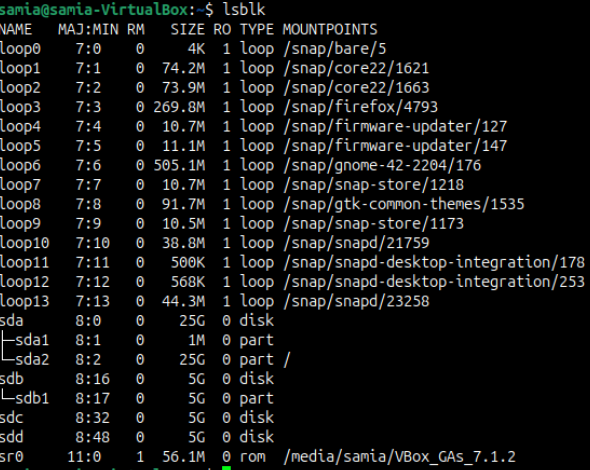 samia@samia-VirtualBox:~$ lsblk
NAME   MAJ:MIN RM   SIZE RO TYPE MOUNTPOINTS
loop0    7:0    0     4K  1 loop /snap/bare/5
loop1    7:1    0  74.2M  1 loop /snap/core22/1621
loop2    7:2    0  73.9M  1 loop /snap/core22/1663
loop3    7:3    0 269.8M  1 loop /snap/firefox/4793
loop4    7:4    0  10.7M  1 loop /snap/firmware-updater/127
loop5    7:5    0  11.1M  1 loop /snap/firmware-updater/147
loop6    7:6    0 505.1M  1 loop /snap/gnome-42-2204/176
loop7    7:7    0  10.7M  1 loop /snap/snap-store/1218
loop8    7:8    0  91.7M  1 loop /snap/gtk-common-themes/1535
loop9    7:9    0  10.5M  1 loop /snap/snap-store/1173
loop10   7:10   0  38.8M  1 loop /snap/snapd/21759
loop11   7:11   0   500K  1 loop /snap/snapd-desktop-integration/178
loop12   7:12   0   568K  1 loop /snap/snapd-desktop-integration/253
loop13   7:13   0  44.3M  1 loop /snap/snapd/23258
sda      8:0    0    25G  0 disk
├─sda1   8:1    0     1M  0 part
└─sda2   8:2    0    25G  0 part /
sdb      8:16   0     5G  0 disk
└─sdb1   8:17   0     5G  0 part
sdc      8:32   0     5G  0 disk
sdd      8:48   0     5G  0 disk
sr0     11:0    1  56.1M  0 rom  /media/samia/VBox_GAs_7.1.2